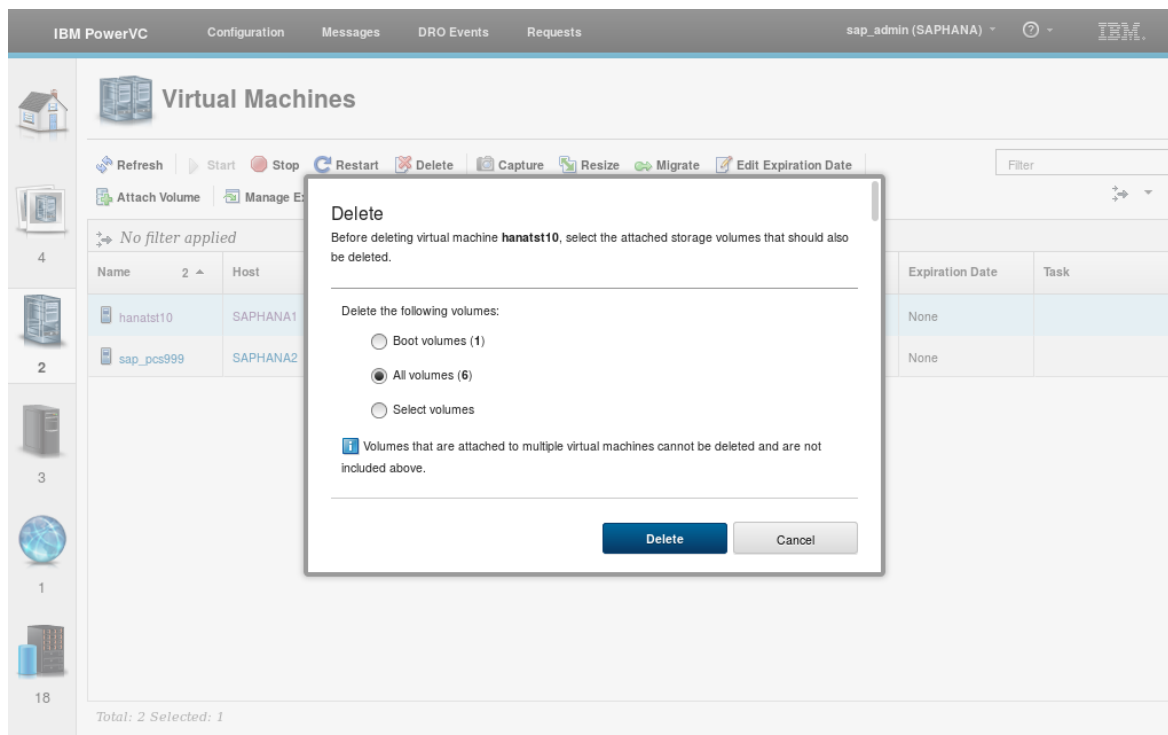 IBM PowerVC Configuration Messages DRO Events Requests sap_admin (SAPHANA) ? IBM.
Virtual Machines
Refresh Start Stop Restart Delete Capture Resize Migrate Edit Expiration Date Filter
Attach Volume Manage E
No filter applied
Name 2 Host Expiration Date Task
hanatst10 SAPHANA1 None
sap_pcs999 SAPHANA2 None
Delete
Before deleting virtual machine hanatst10, select the attached storage volumes that should also
be deleted.
Delete the following volumes:
Boot volumes (1)
All volumes (6)
Select volumes
i Volumes that are attached to multiple virtual machines cannot be deleted and are not
included above.
Delete Cancel
4
2
3
1
18
Total: 2 Selected: 1